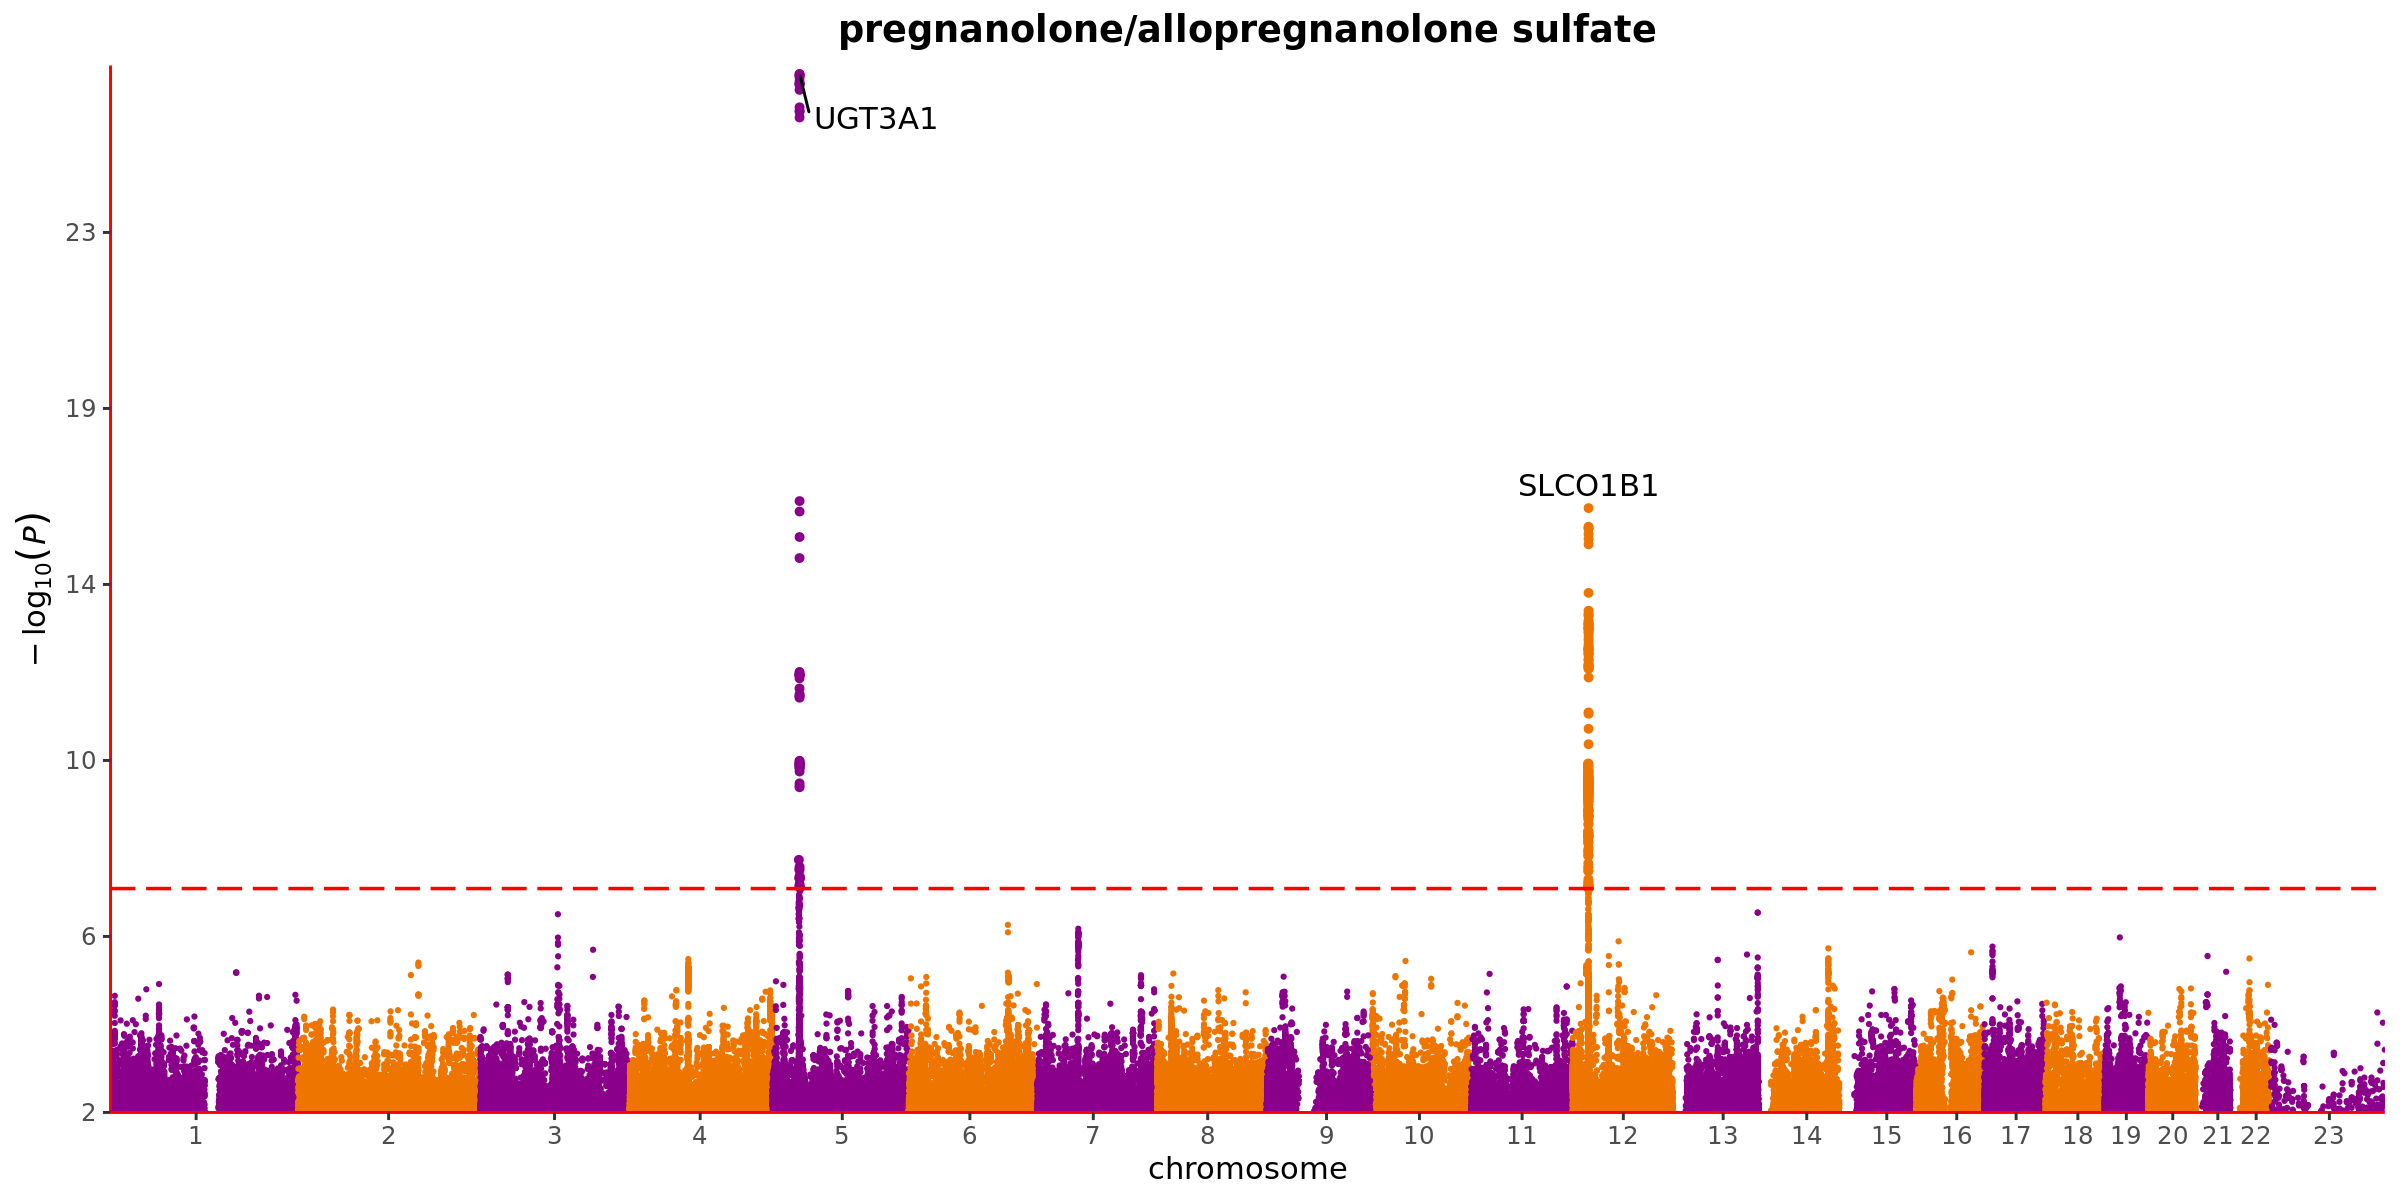 pregnanolone/allopregnanolone sulfate
UGT3A1
23
19
SLCO1B1
− log10(P)
14
10
6
2
1 2 3 4 5 6 7 8 9 10 11 12 13 14 15 16 17 18 19 20 21 22 23
chromosome